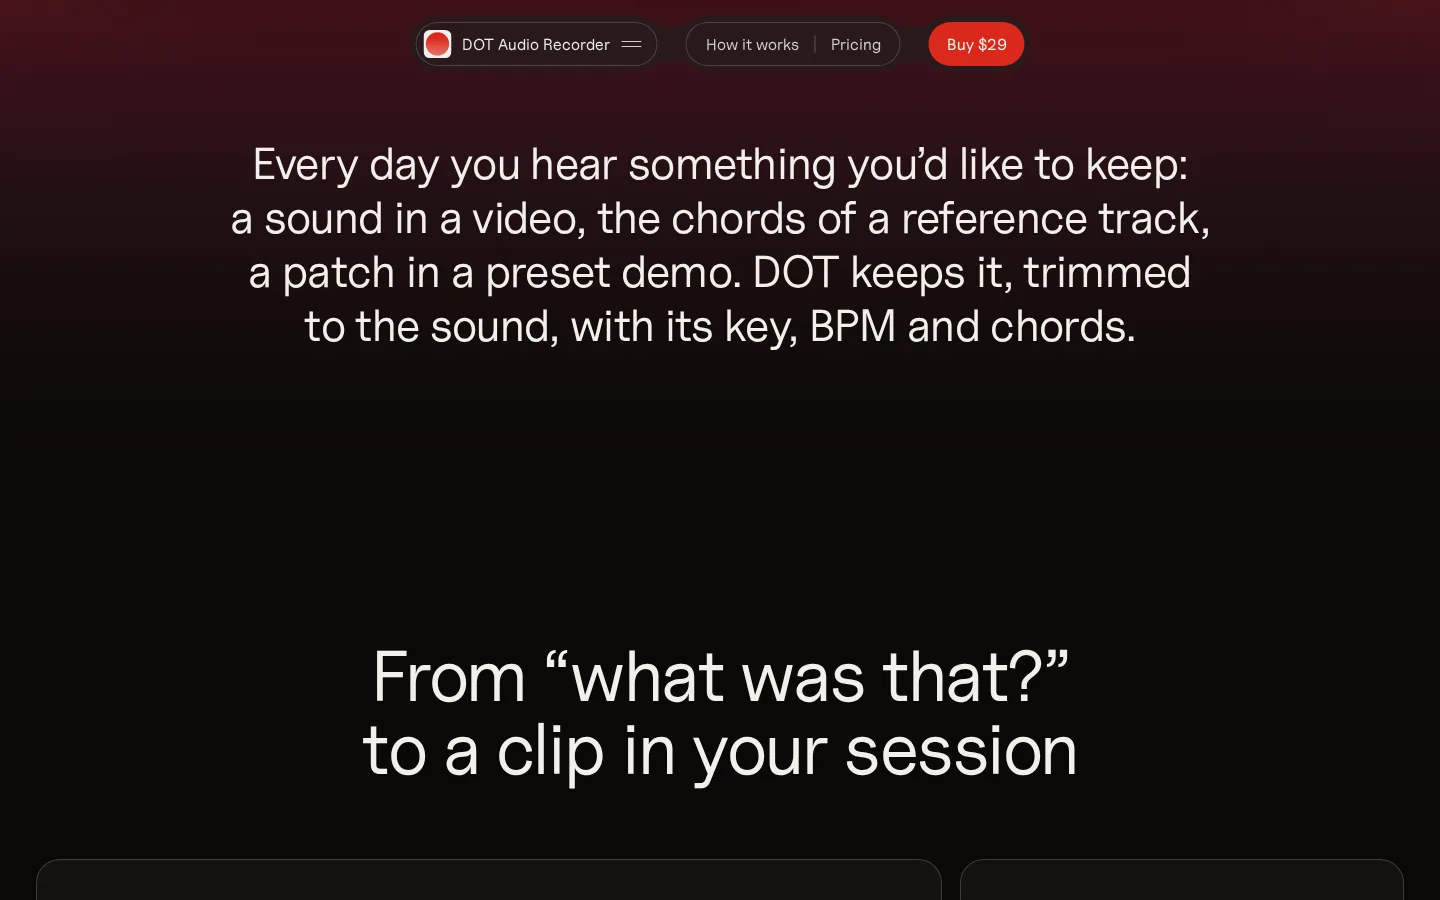 DOT Audio Recorder
How it works
Pricing
Buy $29
Every day you hear something you’d like to keep:
a sound in a video, the chords of a reference track,
a patch in a preset demo. DOT keeps it, trimmed
to the sound, with its key, BPM and chords.
From “what was that?”
to a clip in your session